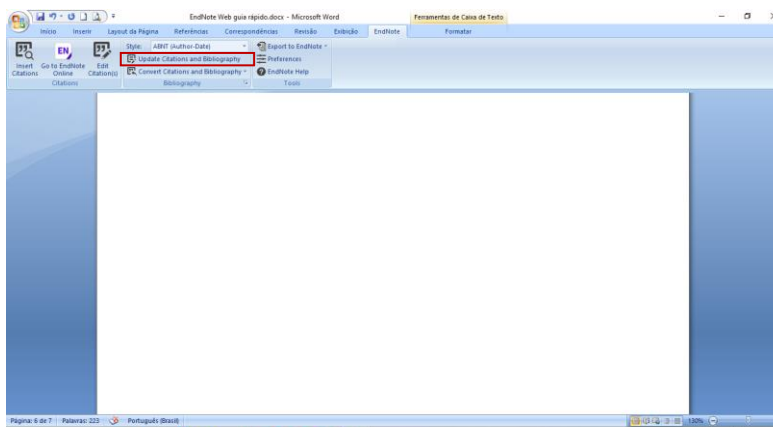 EndNote Web guia rápido.docx - Microsoft Word
Ferramentas de Caixa de Texto
Início Inserir Layout da Página Referências Correspondências Revisão Exibição EndNote Formatar
Insert Citations
EN
Go to EndNote Online
Edit Citation(s)
Citations
Style: ABNT (Author-Date)
Update Citations and Bibliography
Convert Citations and Bibliography
Bibliography
Export to EndNote
Preferences
EndNote Help
Tools
Página: 6 de 7 Palavras: 223 Português (Brasil) 130%